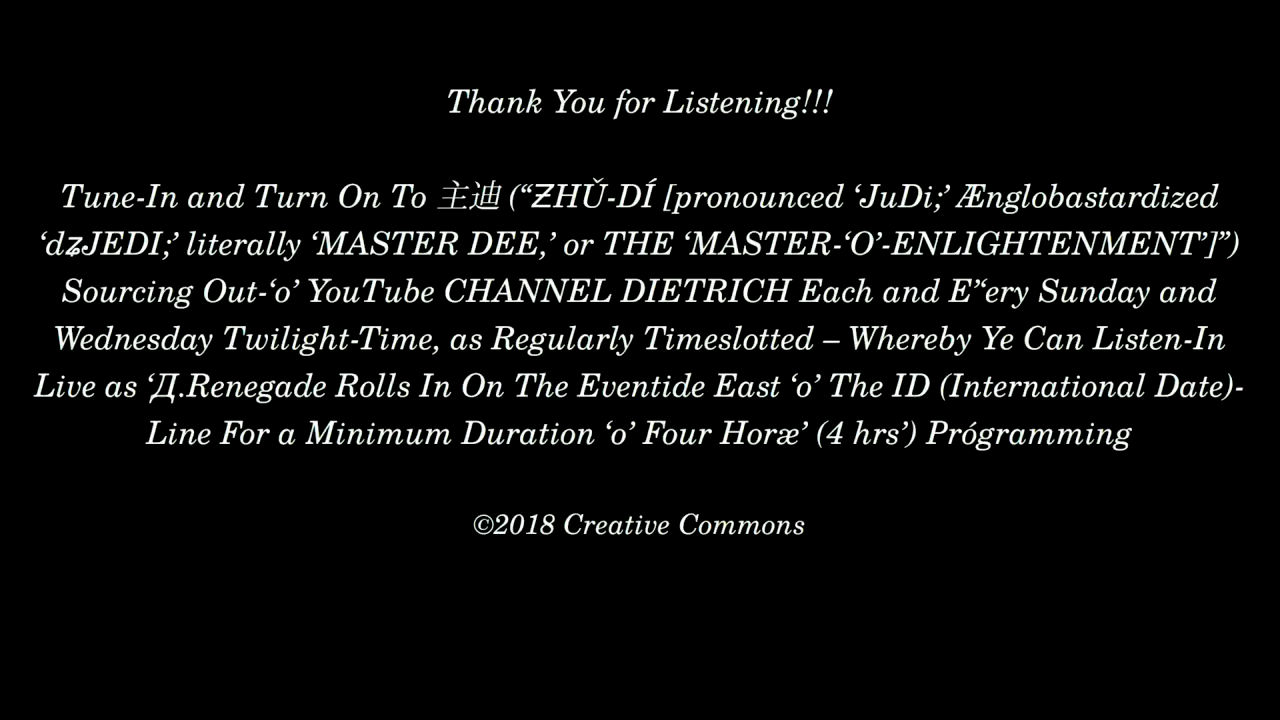 Thank You for Listening!!!
Tune-In and Turn On To 主迪 (“ƵHǓ-DÍ [pronounced ‘JuDi;’ Ænglobastardized
‘dʑJEDI;’ literally ‘MASTER DEE,’ or THE ‘MASTER-‘O’-ENLIGHTENMENT’]”)
Sourcing Out-‘o’ YouTube CHANNEL DIETRICH Each and E’‘ery Sunday and
Wednesday Twilight-Time, as Regularly Timeslotted – Whereby Ye Can Listen-In
Live as ‘Д.Renegade Rolls In On The Eventide East ‘o’ The ID (International Date)-
Line For a Minimum Duration ‘o’ Four Horæ’ (4 hrs’) Prógramming
©2018 Creative Commons